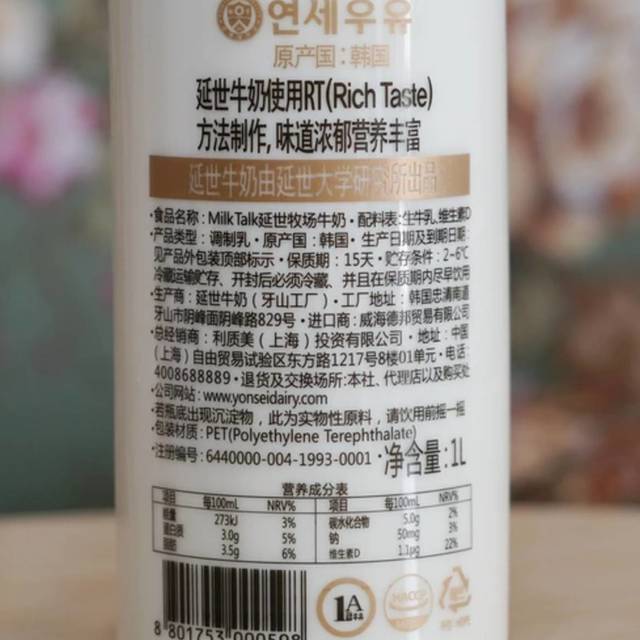 연세우유
原产国:韩国
延世牛奶使用RT(Rich Taste)
方法制作, 味道浓郁营养丰富
延世牛奶由延世大学研究所出品
·食品名称: MilkTalk延世牧场牛奶 ·配料表:生牛乳, 维生素D
·产品类型: 调制乳 ·原产国: 韩国 ·生产日期及到期日期:
见产品外包装顶部标示 ·保质期: 15天 ·贮存条件: 2~6℃
冷藏运输贮存、开封后必须冷藏、并且在保质期内尽早饮用
·生产商: 延世牛奶 (牙山工厂) ·工厂地址: 韩国忠清南道
牙山市阴峰面阴峰路829号 ·进口商: 威海德邦贸易有限公司
·总经销商: 利质美 (上海) 投资有限公司 ·地址: 中国
(上海) 自由贸易试验区东方路1217号8楼01单元 ·电话:
4008688889 ·退货及交换场所:本社、代理店以及购买处
·公司网站: www.yonseidairy.com
·若瓶底出现沉淀物, 此为实物性原料, 请饮用前摇一摇
·包装材质: PET(Polyethylene Terephthalate)
·注册编号: 6440000-004-1993-0001 ·净含量:1L
营养成分表
项目 每100mL NRV% 项目 每100mL NRV%
能量 273kJ 3% 碳水化合物 5.0g 2%
蛋白质 3.0g 5% 钠 50mg 3%
脂肪 3.5g 6% 维生素D 1.1μg 22%
1A
HACCP
8 801753 000508